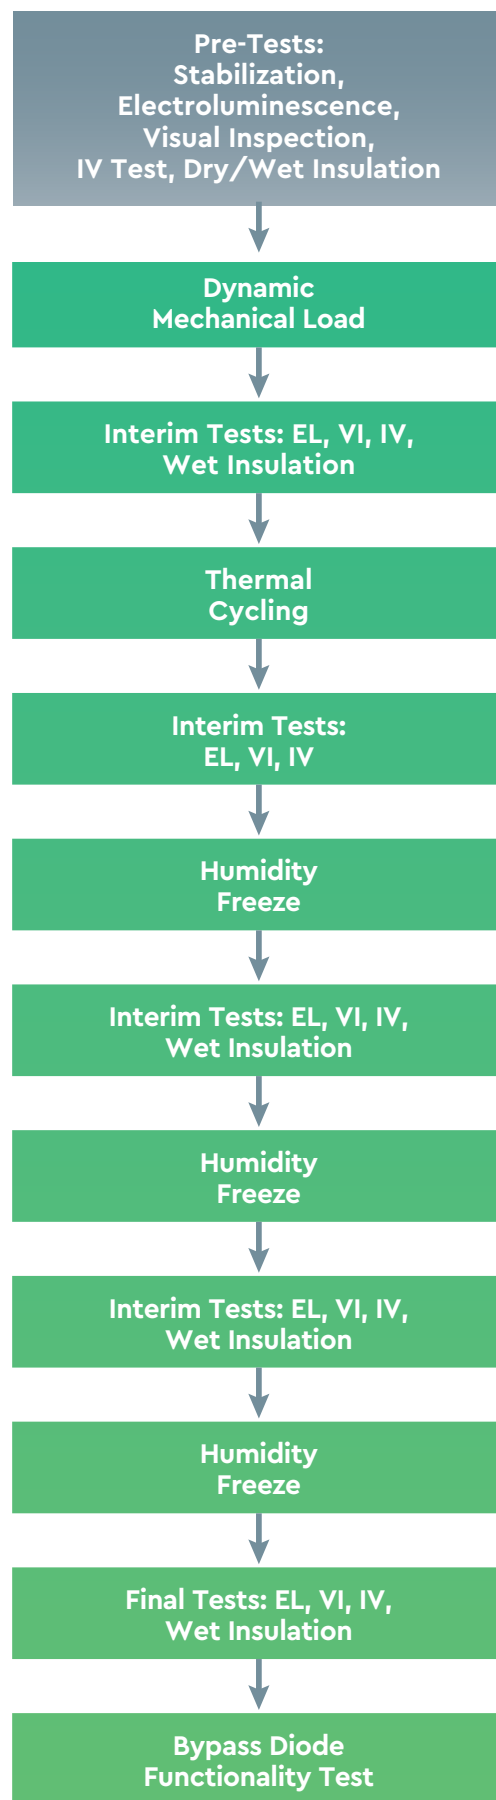 Pre-Tests:
Stabilization,
Electroluminescence,
Visual Inspection,
IV Test, Dry/Wet Insulation
Dynamic
Mechanical Load
Interim Tests: EL, VI, IV,
Wet Insulation
Thermal
Cycling
Interim Tests:
EL, VI, IV
Humidity
Freeze
Interim Tests: EL, VI, IV,
Wet Insulation
Humidity
Freeze
Interim Tests: EL, VI, IV,
Wet Insulation
Humidity
Freeze
Final Tests: EL, VI, IV,
Wet Insulation
Bypass Diode
Functionality Test